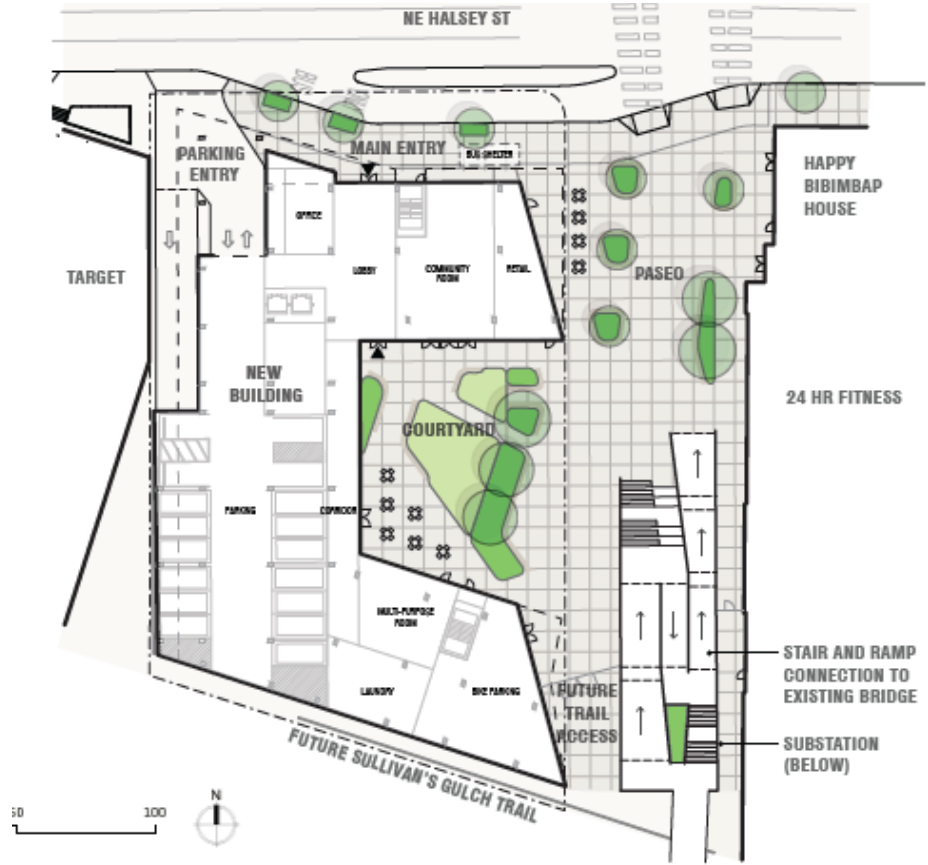 NE HALSEY ST
MAIN ENTRY
BUS SHELTER
PARKING
ENTRY
HAPPY
BIBIMBAP
HOUSE
OFFICE
TARGET
LOBBY
COMMUNITY
ROOM
RETAIL
PASEO
NEW
BUILDING
24 HR FITNESS
COURTYARD
PARKING
CORRIDOR
MULTI-PURPOSE
ROOM
LAUNDRY
BIKE PARKING
FUTURE
TRAIL
ACCESS
STAIR AND RAMP
CONNECTION TO
EXISTING BRIDGE
SUBSTATION
(BELOW)
FUTURE SULLIVAN'S GULCH TRAIL
N
100